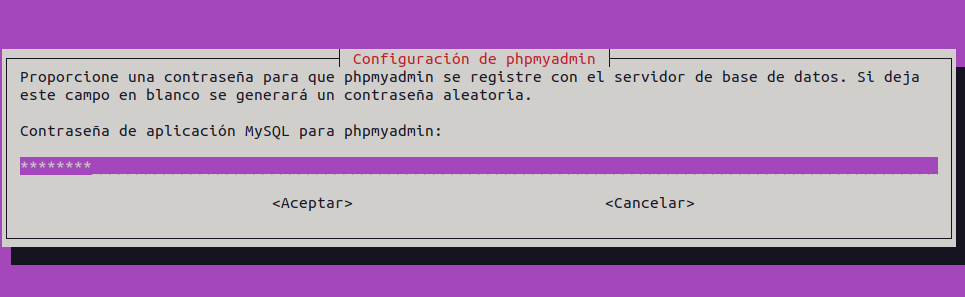 Configuración de phpmyadmin
Proporcione una contraseña para que phpmyadmin se registre con el servidor de base de datos. Si deja
este campo en blanco se generará un contraseña aleatoria.
Contraseña de aplicación MySQL para phpmyadmin:
********
<Aceptar> <Cancelar>